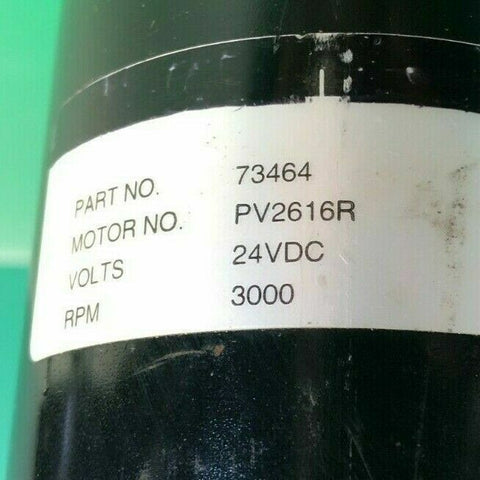 PART NO. 73464
MOTOR NO. PV2616R
VOLTS 24VDC
RPM 3000